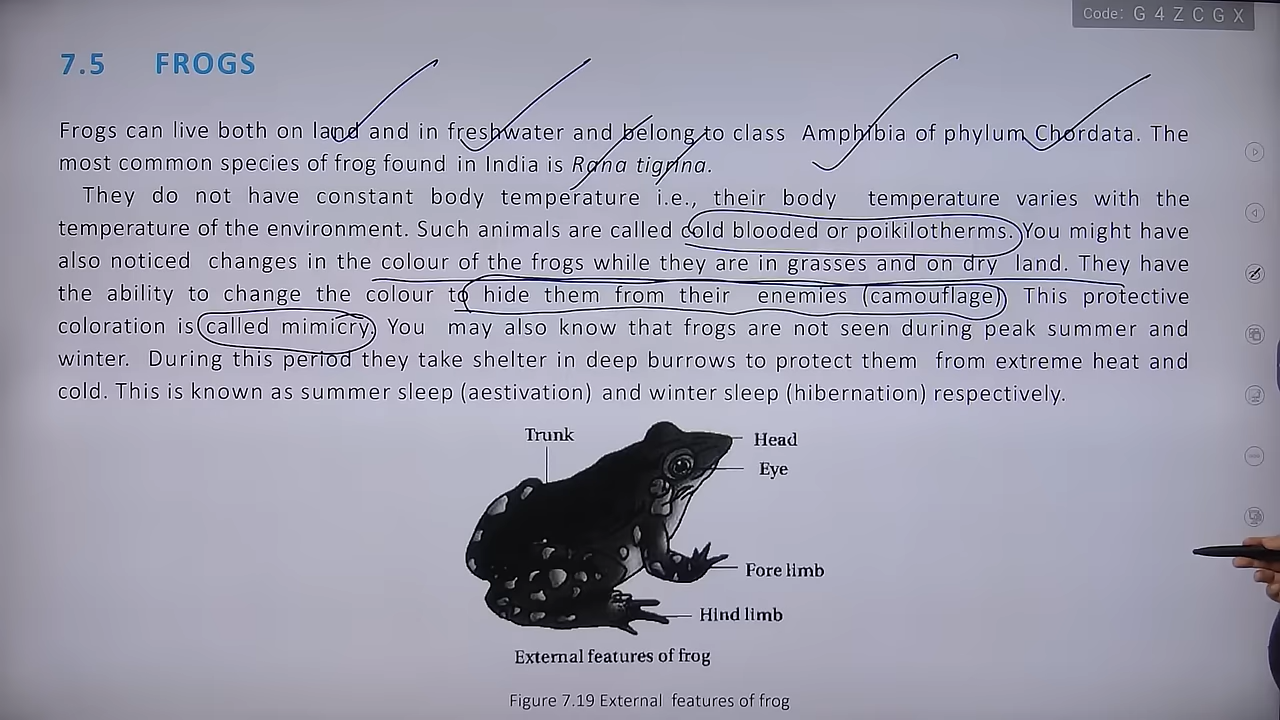 Code: G 4 Z C G X
7.5 FROGS
Frogs can live both on land and in freshwater and belong to class Amphibia of phylum Chordata. The
most common species of frog found in India is Rana tigrina.
They do not have constant body temperature i.e., their body temperature varies with the
temperature of the environment. Such animals are called cold blooded or poikilotherms. You might have
also noticed changes in the colour of the frogs while they are in grasses and on dry land. They have
the ability to change the colour to hide them from their enemies (camouflage). This protective
coloration is called mimicry. You may also know that frogs are not seen during peak summer and
winter. During this period they take shelter in deep burrows to protect them from extreme heat and
cold. This is known as summer sleep (aestivation) and winter sleep (hibernation) respectively.
Trunk
Head
Eye
Fore limb
Hind limb
External features of frog
Figure 7.19 External features of frog